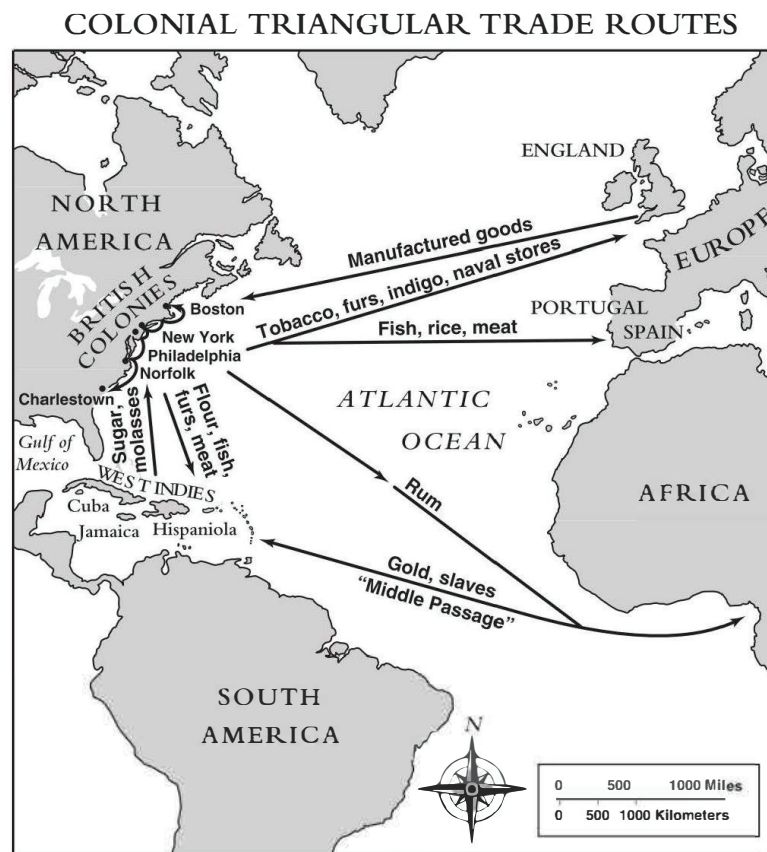 COLONIAL TRIANGULAR TRADE ROUTES
ENGLAND
NORTH
AMERICA
EUROPE
Manufactured goods
Tobacco, furs, indigo, naval stores
BRITISH
COLONIES
Boston
PORTUGAL
SPAIN
Fish, rice, meat
New York
Philadelphia
Norfolk
Charlestown
Sugar,
molasses
Flour, fish,
furs, meat
ATLANTIC
OCEAN
Gulf of
Mexico
WEST INDIES
Cuba
Jamaica
Hispaniola
Rum
AFRICA
Gold, slaves
“Middle Passage”
SOUTH
AMERICA
N
0 500 1000 Miles
0 500 1000 Kilometers